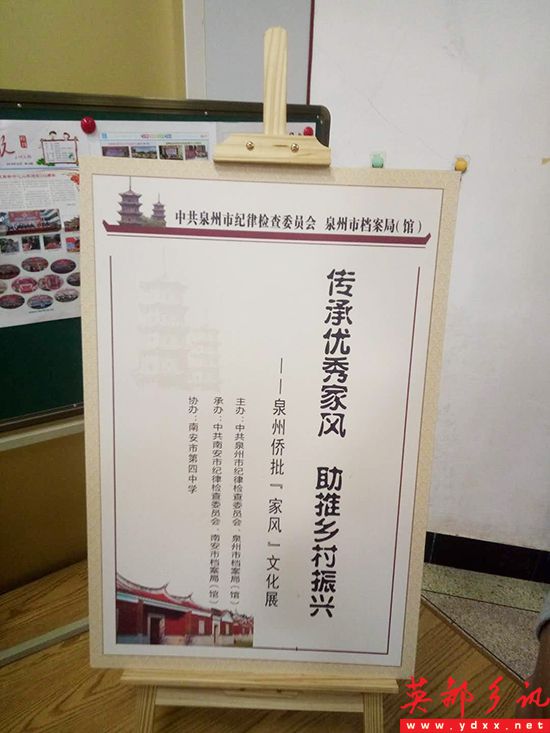 中共泉州市纪律检查委员会 泉州市档案局(馆)
传承优秀家风 助推乡村振兴
——泉州侨批『家风』文化展
主办:中共泉州市纪律检查委员会、泉州市档案局(馆)
承办:中共南安市纪律检查委员会、南安市档案局(馆)
协办:南安市第四中学
英都乡讯
www.ydxx.net